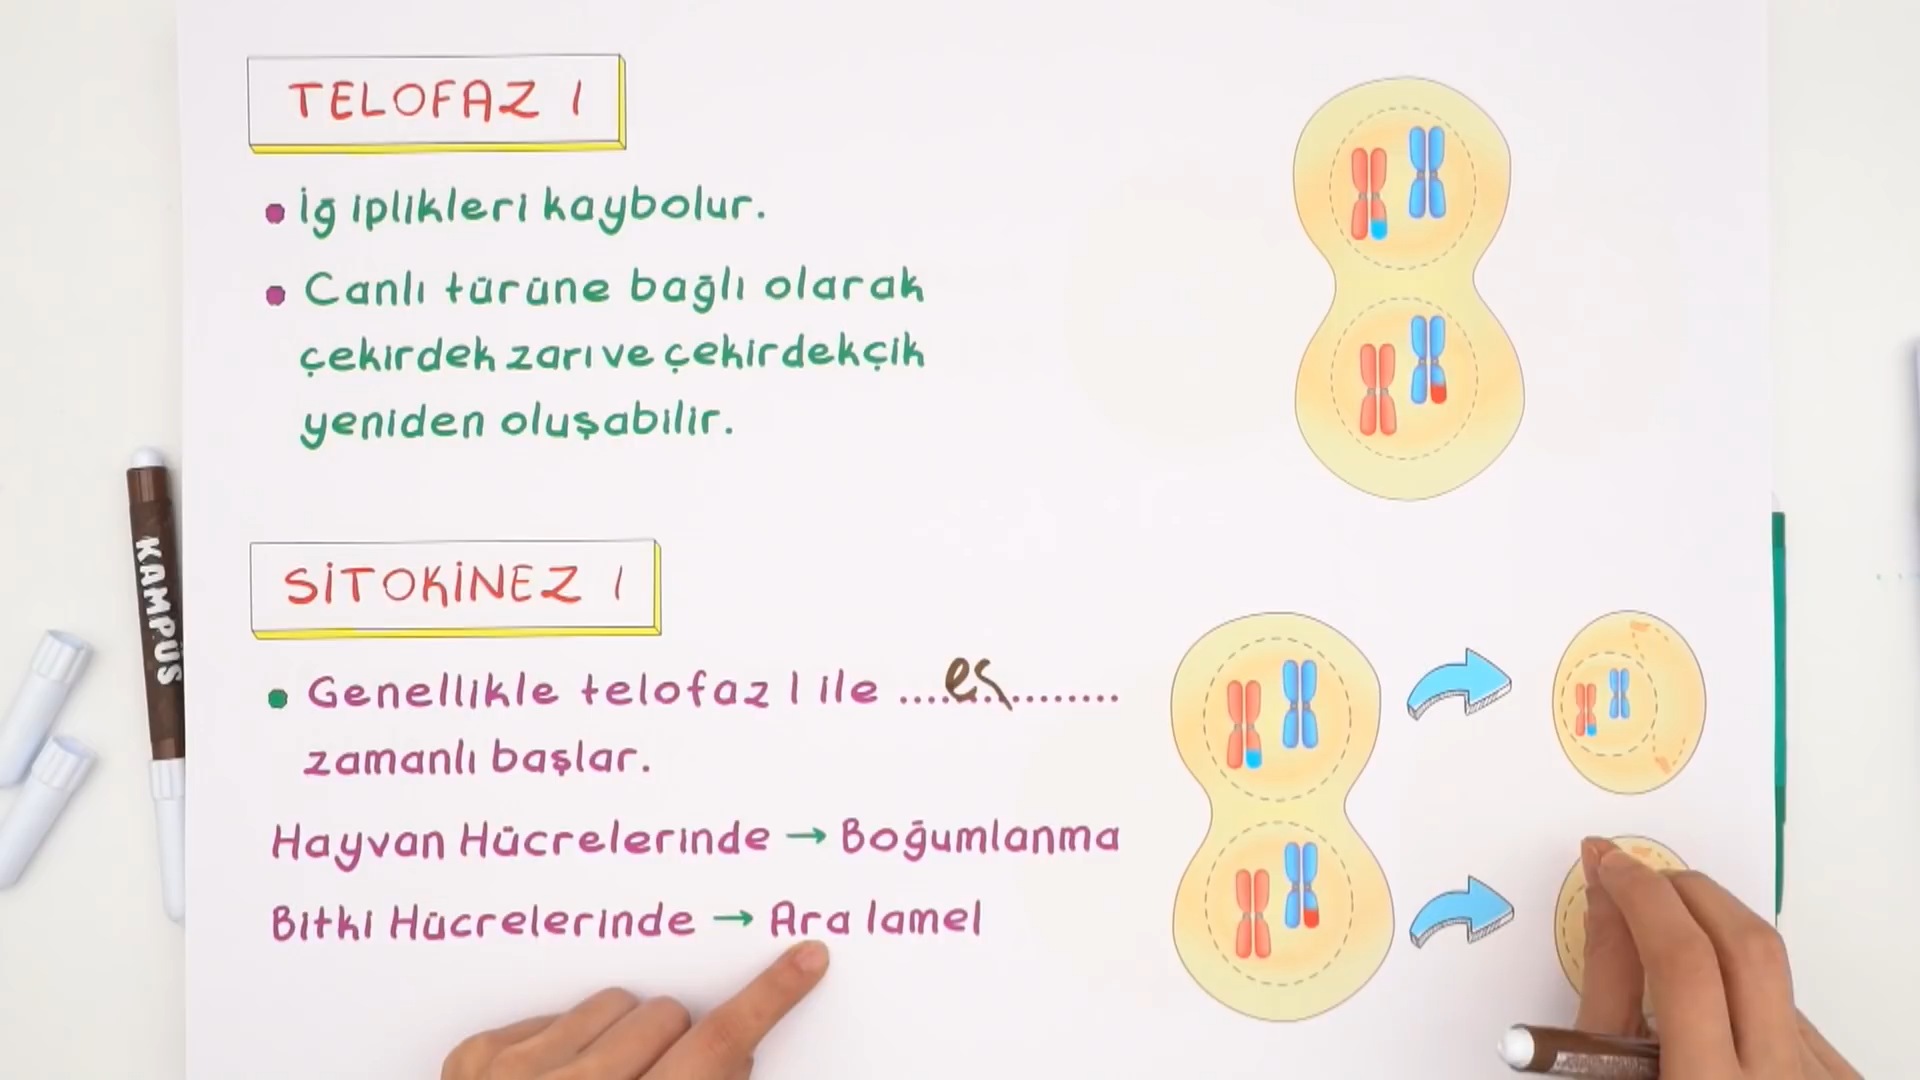 TELOFAZ I
İğ iplikleri kaybolur.
Canlı türüne bağlı olarak
çekirdek zarı ve çekirdekçik
yeniden oluşabilir.
SİTOKİNEZ I
Genellikle telofaz I ile ....eş........
zamanlı başlar.
Hayvan Hücrelerinde → Boğumlanma
Bitki Hücrelerinde → Ara lamel
KAMPÜS